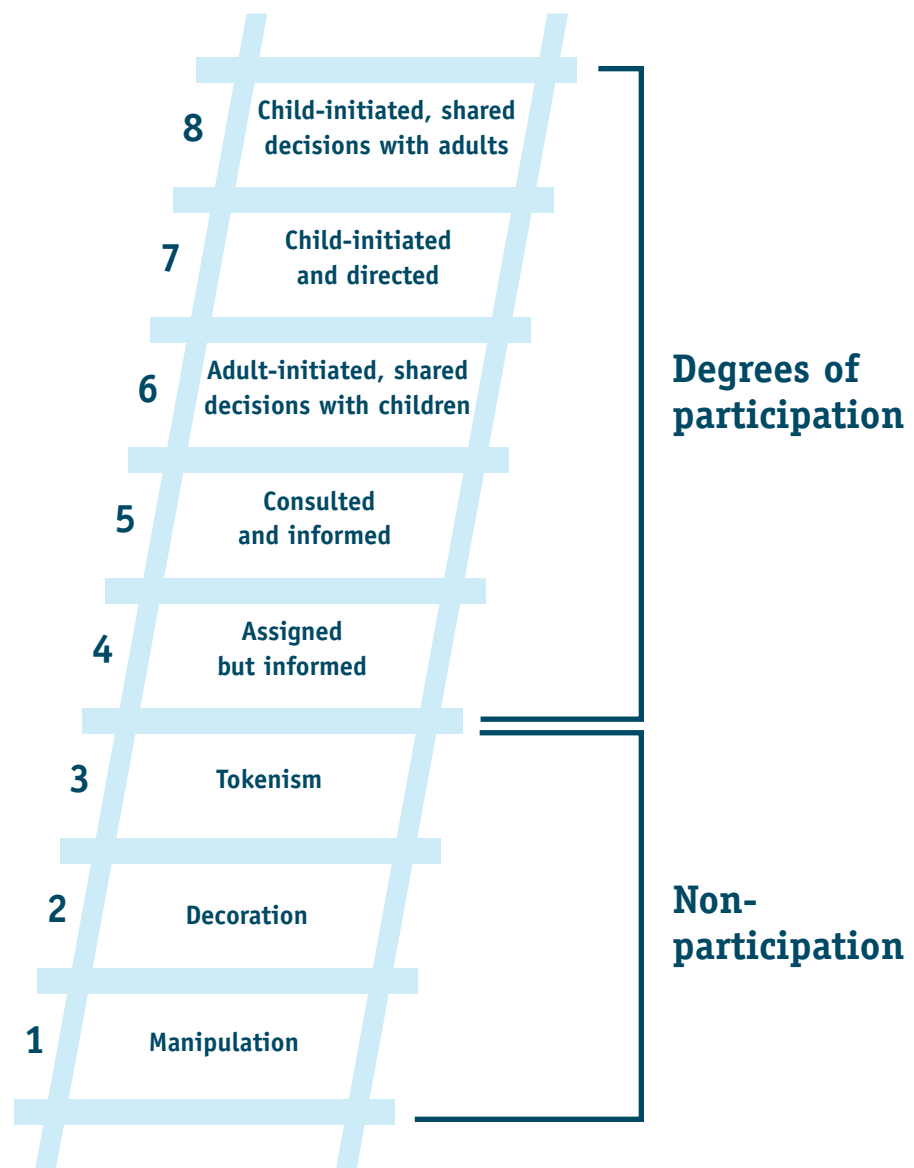 8
Child-initiated, shared
decisions with adults
7
Child-initiated
and directed
6
Adult-initiated, shared
decisions with children
5
Consulted
and informed
4
Assigned
but informed
Degrees of
participation
3
Tokenism
2
Decoration
1
Manipulation
Non-
participation